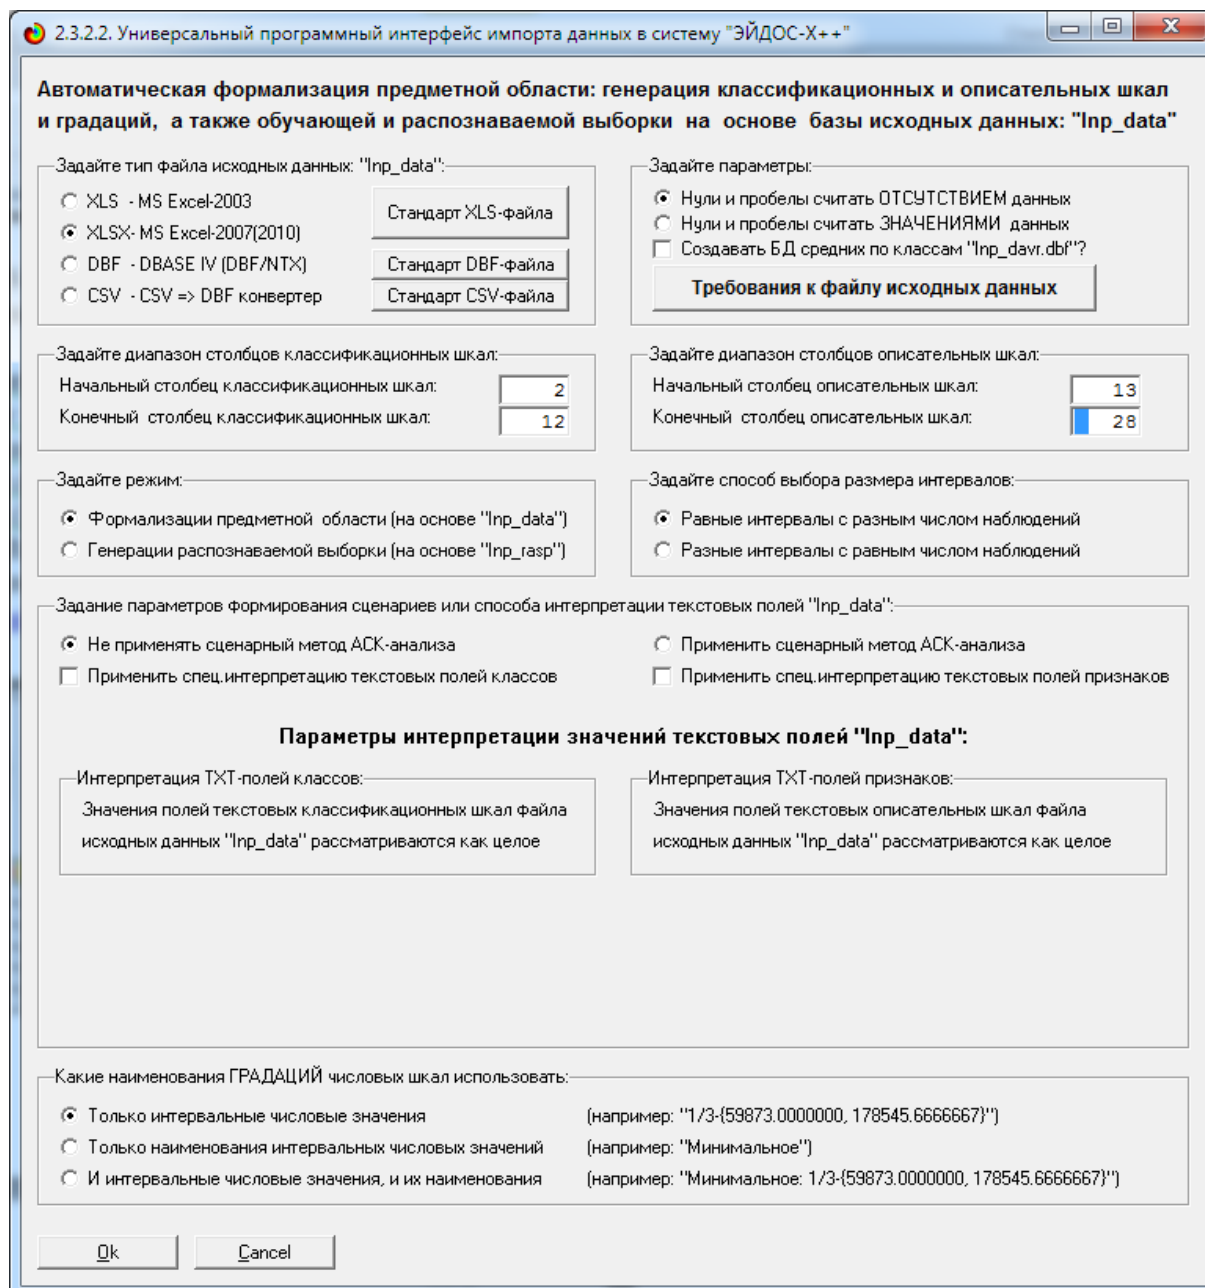 2.3.2.2. Универсальный программный интерфейс импорта данных в систему "ЭЙДОС-X++"
Автоматическая формализация предметной области: генерация классификационных и описательных шкал
и градаций, а также обучающей и распознаваемой выборки на основе базы исходных данных: "Inp_data"
Задайте тип файла исходных данных: "Inp_data":
XLS - MS Excel-2003
XLSX- MS Excel-2007(2010)
DBF - DBASE IV (DBF/NTX)
CSV - CSV => DBF конвертер
Стандарт XLS-файла
Стандарт DBF-файла
Стандарт CSV-файла
Задайте параметры:
Нули и пробелы считать ОТСУТСТВИЕМ данных
Нули и пробелы считать ЗНАЧЕНИЯМИ данных
Создавать БД средних по классам "Inp_davr.dbf"?
Требования к файлу исходных данных
Задайте диапазон столбцов классификационных шкал:
Начальный столбец классификационных шкал: 2
Конечный столбец классификационных шкал: 12
Задайте диапазон столбцов описательных шкал:
Начальный столбец описательных шкал: 13
Конечный столбец описательных шкал: 28
Задайте режим:
Формализации предметной области (на основе "Inp_data")
Генерации распознаваемой выборки (на основе "Inp_rasp")
Задайте способ выбора размера интервалов:
Равные интервалы с разным числом наблюдений
Разные интервалы с равным числом наблюдений
Задание параметров формирования сценариев или способа интерпретации текстовых полей "Inp_data":
Не применять сценарный метод АСК-анализа
Применить сценарный метод АСК-анализа
Применить спец.интерпретацию текстовых полей классов
Применить спец.интерпретацию текстовых полей признаков
Параметры интерпретации значений текстовых полей "Inp_data":
Интерпретация TXT-полей классов:
Значения полей текстовых классификационных шкал файла
исходных данных "Inp_data" рассматриваются как целое
Интерпретация TXT-полей признаков:
Значения полей текстовых описательных шкал файла
исходных данных "Inp_data" рассматриваются как целое
Какие наименования ГРАДАЦИЙ числовых шкал использовать:
Только интервальные числовые значения (например: "1/3-{59873.0000000, 178545.6666667}")
Только наименования интервальных числовых значений (например: "Минимальное")
И интервальные числовые значения, и их наименования (например: "Минимальное: 1/3-{59873.0000000, 178545.6666667}")
Ok
Cancel